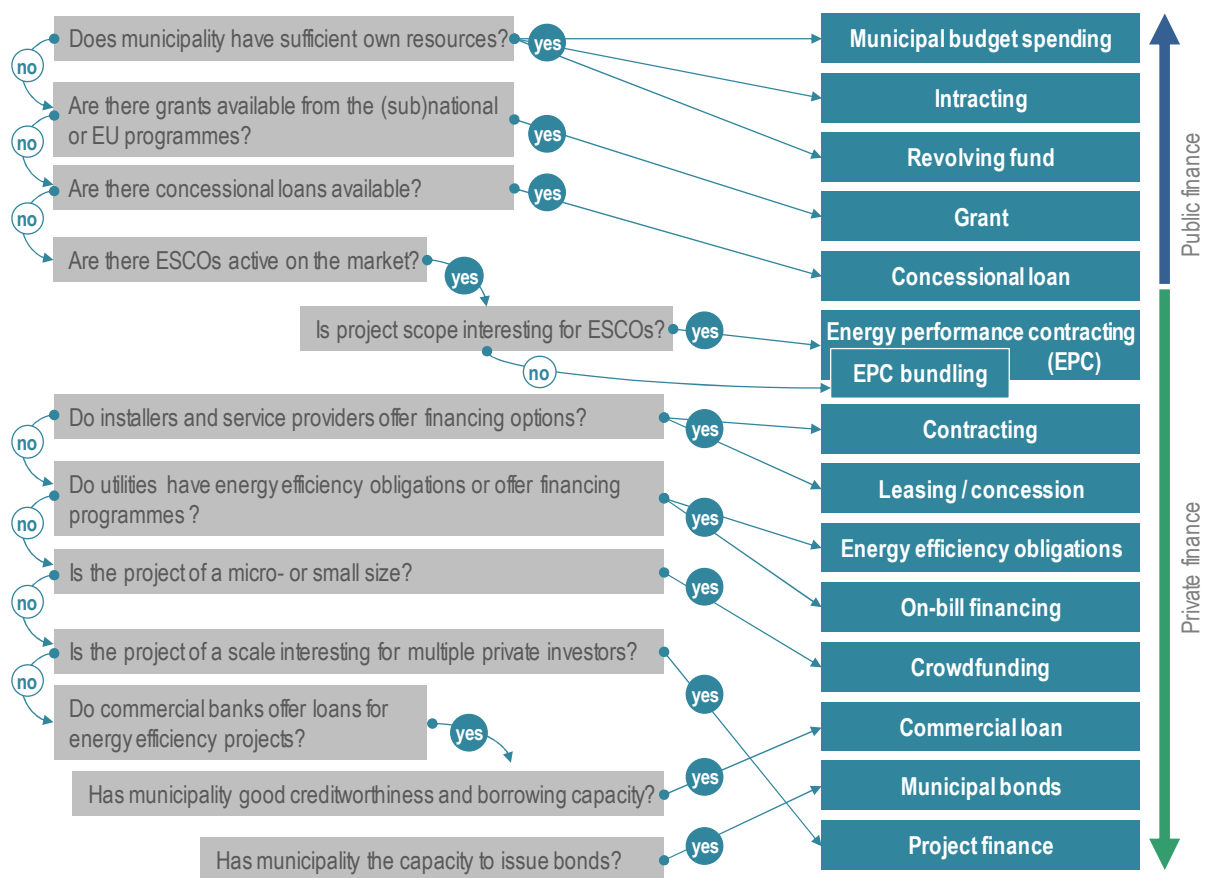 Does municipality have sufficient own resources?
yes
Municipal budget spending
no
Intracting
Are there grants available from the (sub)national
or EU programmes?
yes
Revolving fund
no
Are there concessional loans available?
yes
Grant
no
Are there ESCOs active on the market?
yes
Concessional loan
Is project scope interesting for ESCOs?
yes
Energy performance contracting
(EPC)
no
EPC bundling
Do installers and service providers offer financing options?
yes
Contracting
no
Leasing / concession
Do utilities have energy efficiency obligations or offer financing
programmes ?
yes
Energy efficiency obligations
no
Is the project of a micro- or small size?
yes
On-bill financing
no
Is the project of a scale interesting for multiple private investors?
yes
Crowdfunding
no
Do commercial banks offer loans for
energy efficiency projects?
yes
Commercial loan
Has municipality good creditworthiness and borrowing capacity?
yes
Municipal bonds
Has municipality the capacity to issue bonds?
yes
Project finance
Public finance
Private finance